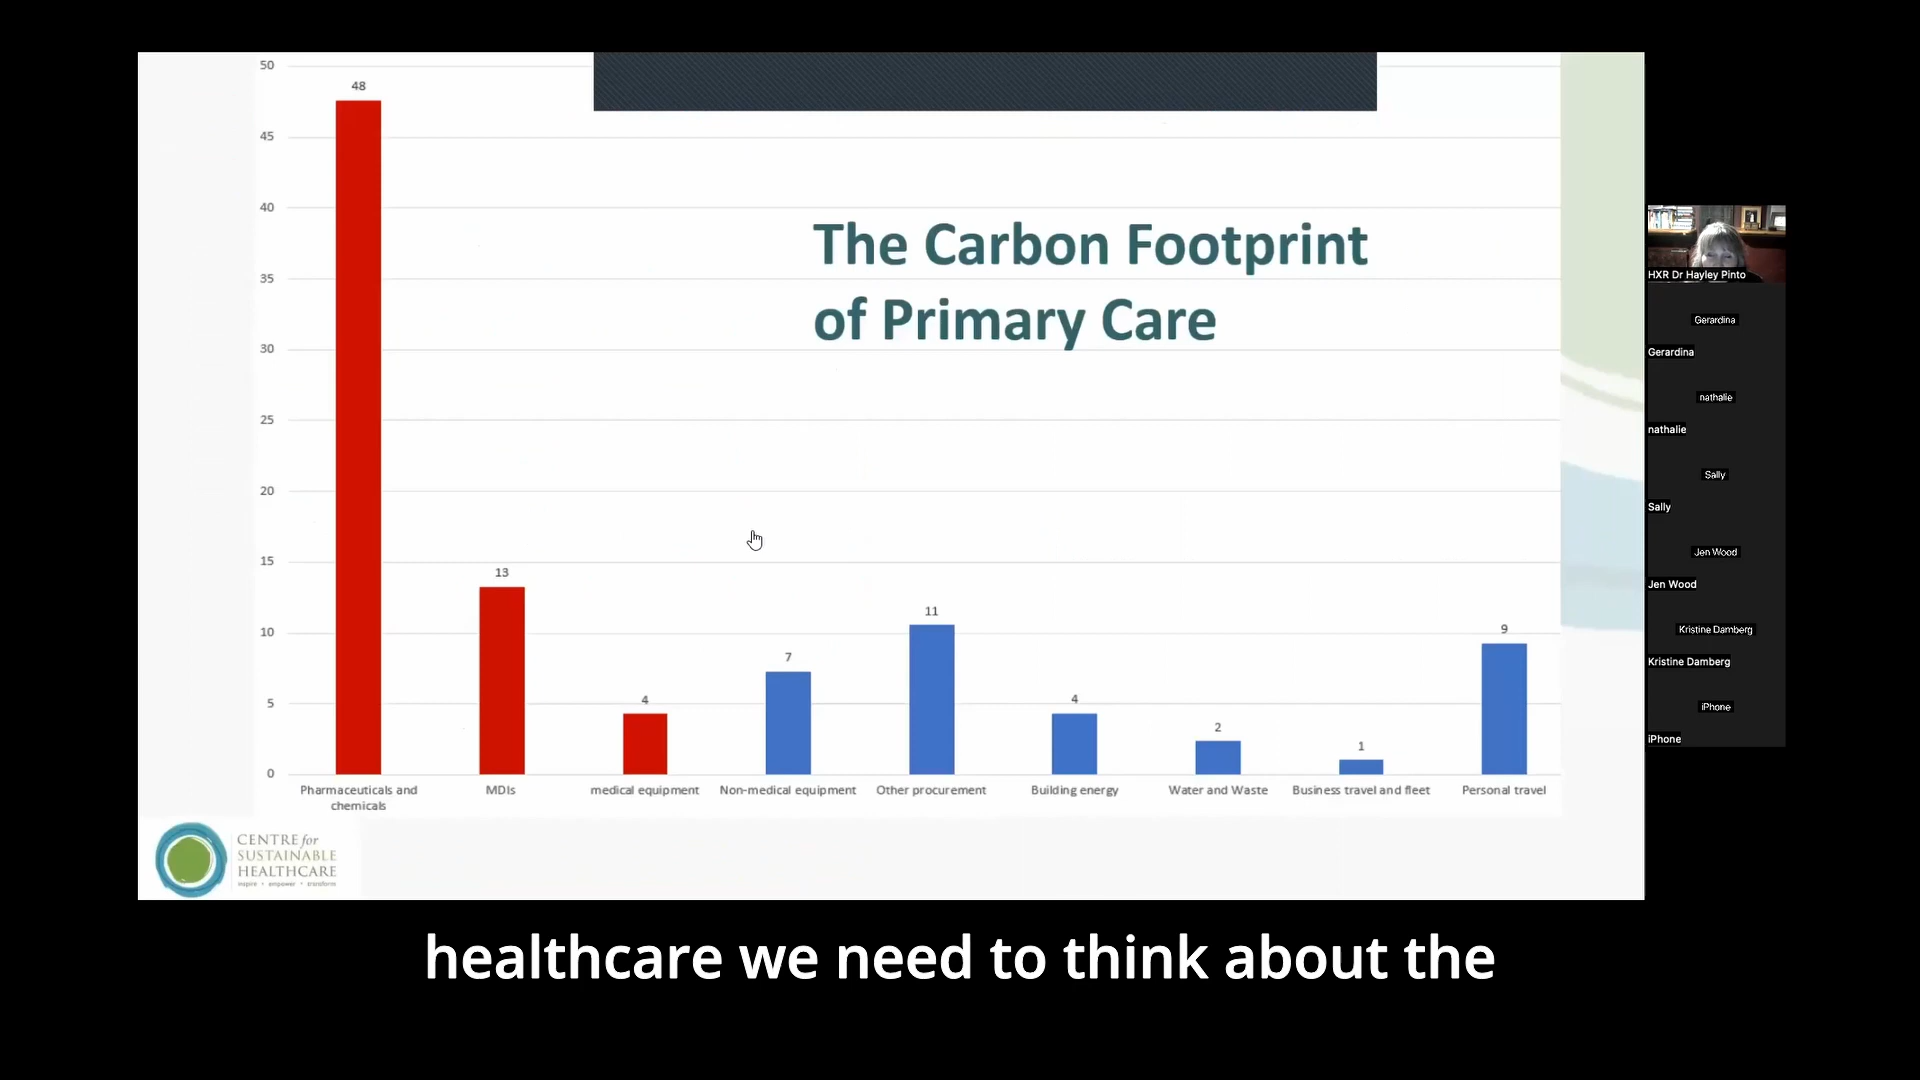 50
48
45
40
35
30
25
20
15
10
5
0
The Carbon Footprint
of Primary Care
13
4
7
11
4
2
1
9
Pharmaceuticals and
chemicals
MDIs
medical equipment
Non-medical equipment
Other procurement
Building energy
Water and Waste
Business travel and fleet
Personal travel
CENTRE for
SUSTAINABLE
HEALTHCARE
inspire • empower • transform
HXR Dr Hayley Pinto
Gerardina
Gerardina
nathalie
nathalie
Sally
Sally
Jen Wood
Jen Wood
Kristine Damberg
Kristine Damberg
iPhone
iPhone
healthcare we need to think about the